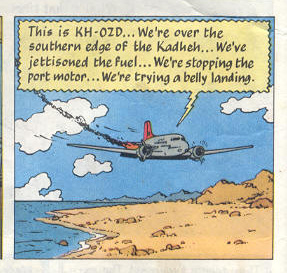 This is KH-OZD... We're over the
southern edge of the Kadheh... We've
jettisoned the fuel... We're stopping the
port motor... We're trying a belly landing.